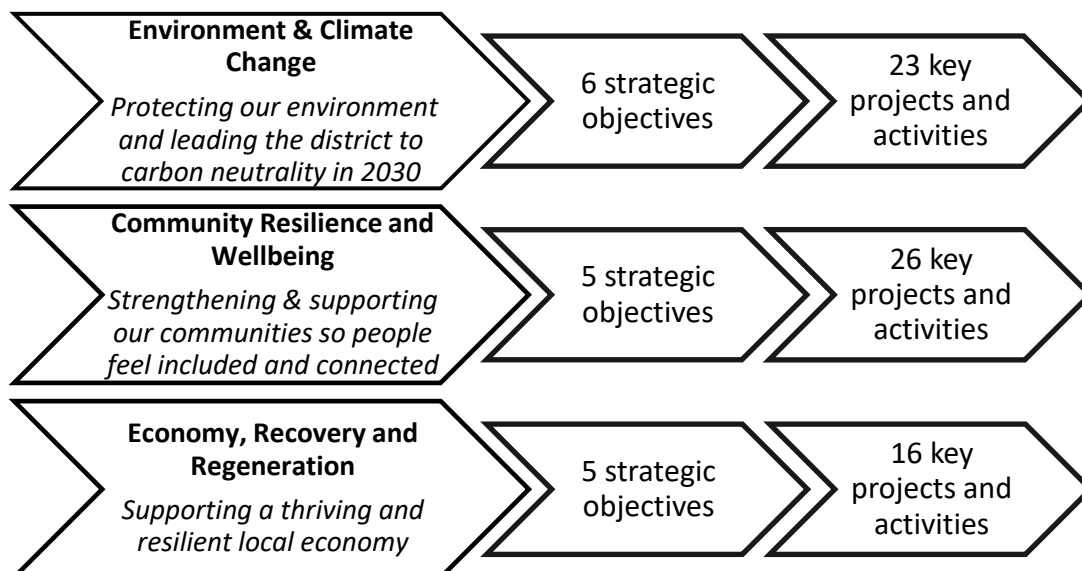 Environment & Climate
Change
Protecting our environment
and leading the district to
carbon neutrality in 2030
6 strategic
objectives
23 key
projects and
activities
Community Resilience and
Wellbeing
Strengthening & supporting
our communities so people
feel included and connected
5 strategic
objectives
26 key
projects and
activities
Economy, Recovery and
Regeneration
Supporting a thriving and
resilient local economy
5 strategic
objectives
16 key
projects and
activities